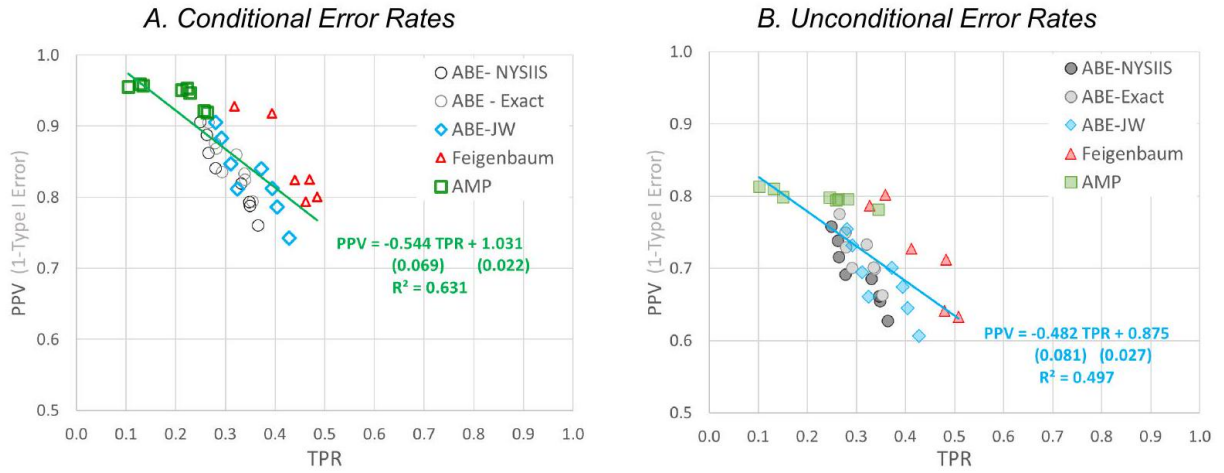 A. Conditional Error Rates
1.0
0.9
0.8
0.7
0.6
0.5
PPV (1-Type I Error)
0.0 0.1 0.2 0.3 0.4 0.5 0.6 0.7 0.8 0.9 1.0
TPR
ABE- NYSIIS
ABE - Exact
ABE-JW
Feigenbaum
AMP
PPV = -0.544 TPR + 1.031
(0.069) (0.022)
R² = 0.631
B. Unconditional Error Rates
1.0
0.9
0.8
0.7
0.6
0.5
PPV (1-Type I Error)
0.0 0.1 0.2 0.3 0.4 0.5 0.6 0.7 0.8 0.9 1.0
TPR
ABE-NYSIIS
ABE-Exact
ABE-JW
Feigenbaum
AMP
PPV = -0.482 TPR + 0.875
(0.081) (0.027)
R² = 0.497